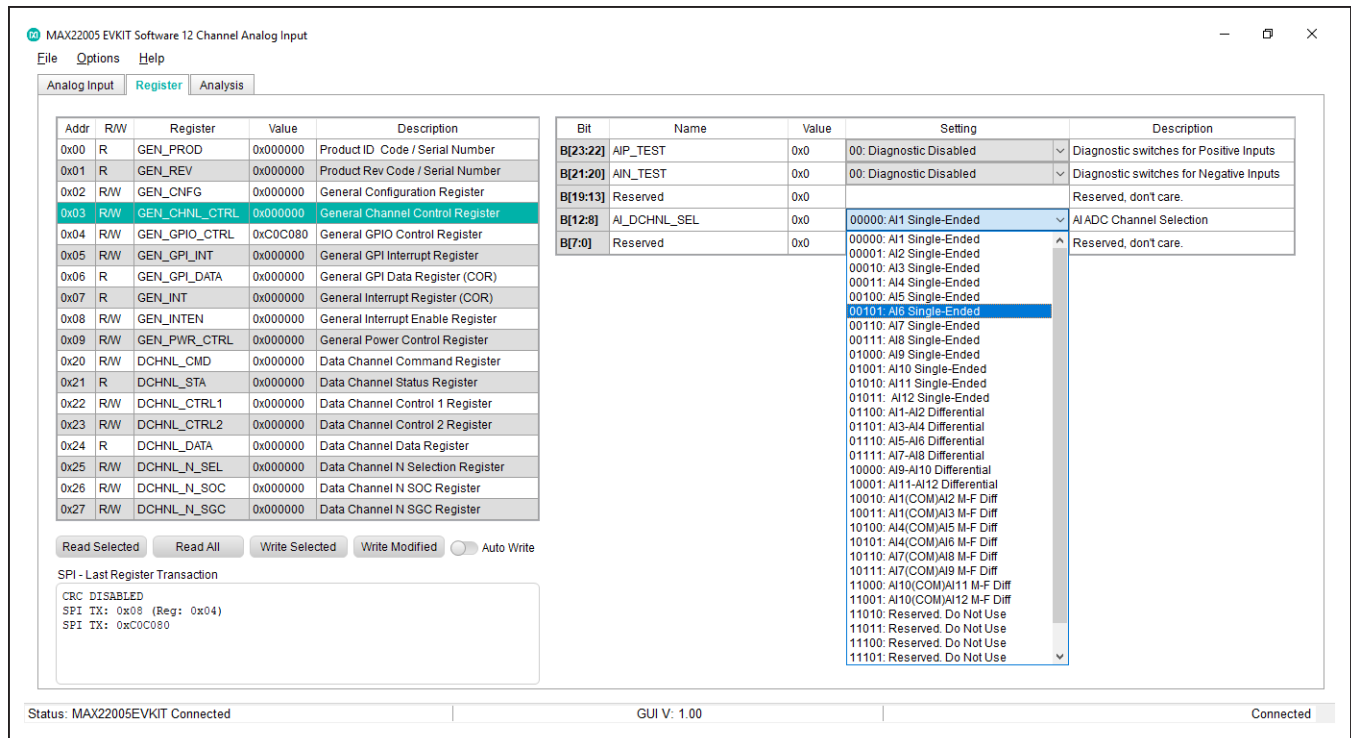 MAX22005 EVKIT Software 12 Channel Analog Input
File Options Help
Analog Input Register Analysis
Addr R/W Register Value Description
0x00 R GEN_PROD 0x000000 Product ID Code / Serial Number
0x01 R GEN_REV 0x000000 Product Rev Code / Serial Number
0x02 R/W GEN_CNFG 0x000000 General Configuration Register
0x03 R/W GEN_CHNL_CTRL 0x000000 General Channel Control Register
0x04 R/W GEN_GPIO_CTRL 0xC0C080 General GPIO Control Register
0x05 R/W GEN_GPI_INT 0x000000 General GPI Interrupt Register
0x06 R GEN_GPI_DATA 0x000000 General GPI Data Register (COR)
0x07 R GEN_INT 0x000000 General Interrupt Register (COR)
0x08 R/W GEN_INTEN 0x000000 General Interrupt Enable Register
0x09 R/W GEN_PWR_CTRL 0x000000 General Power Control Register
0x20 R/W DCHNL_CMD 0x000000 Data Channel Command Register
0x21 R DCHNL_STA 0x000000 Data Channel Status Register
0x22 R/W DCHNL_CTRL1 0x000000 Data Channel Control 1 Register
0x23 R/W DCHNL_CTRL2 0x000000 Data Channel Control 2 Register
0x24 R DCHNL_DATA 0x000000 Data Channel Data Register
0x25 R/W DCHNL_N_SEL 0x000000 Data Channel N Selection Register
0x26 R/W DCHNL_N_SOC 0x000000 Data Channel N SOC Register
0x27 R/W DCHNL_N_SGC 0x000000 Data Channel N SGC Register
Read Selected Read All Write Selected Write Modified Auto Write
SPI - Last Register Transaction
CRC DISABLED
SPI TX: 0x08 (Reg: 0x04)
SPI TX: 0xC0C080
Bit Name Value Setting Description
B[23:22] AIP_TEST 0x0 00: Diagnostic Disabled Diagnostic switches for Positive Inputs
B[21:20] AIN_TEST 0x0 00: Diagnostic Disabled Diagnostic switches for Negative Inputs
B[19:13] Reserved 0x0 Reserved, don't care.
B[12:8] AI_DCHNL_SEL 0x0 00000: AI1 Single-Ended AI ADC Channel Selection
B[7:0] Reserved 0x0 Reserved, don't care.
00000: AI1 Single-Ended
00001: AI2 Single-Ended
00010: AI3 Single-Ended
00011: AI4 Single-Ended
00100: AI5 Single-Ended
00101: AI6 Single-Ended
00110: AI7 Single-Ended
00111: AI8 Single-Ended
01000: AI9 Single-Ended
01001: AI10 Single-Ended
01010: AI11 Single-Ended
01011: AI12 Single-Ended
01100: AI1-AI2 Differential
01101: AI3-AI4 Differential
01110: AI5-AI6 Differential
01111: AI7-AI8 Differential
10000: AI9-AI10 Differential
10001: AI11-AI12 Differential
10010: AI1(COM)AI2 M-F Diff
10011: AI1(COM)AI3 M-F Diff
10100: AI4(COM)AI5 M-F Diff
10101: AI4(COM)AI6 M-F Diff
10110: AI7(COM)AI8 M-F Diff
10111: AI7(COM)AI9 M-F Diff
11000: AI10(COM)AI11 M-F Diff
11001: AI10(COM)AI12 M-F Diff
11010: Reserved. Do Not Use
11011: Reserved. Do Not Use
11100: Reserved. Do Not Use
11101: Reserved. Do Not Use
Status: MAX22005EVKIT Connected GUI V: 1.00 Connected